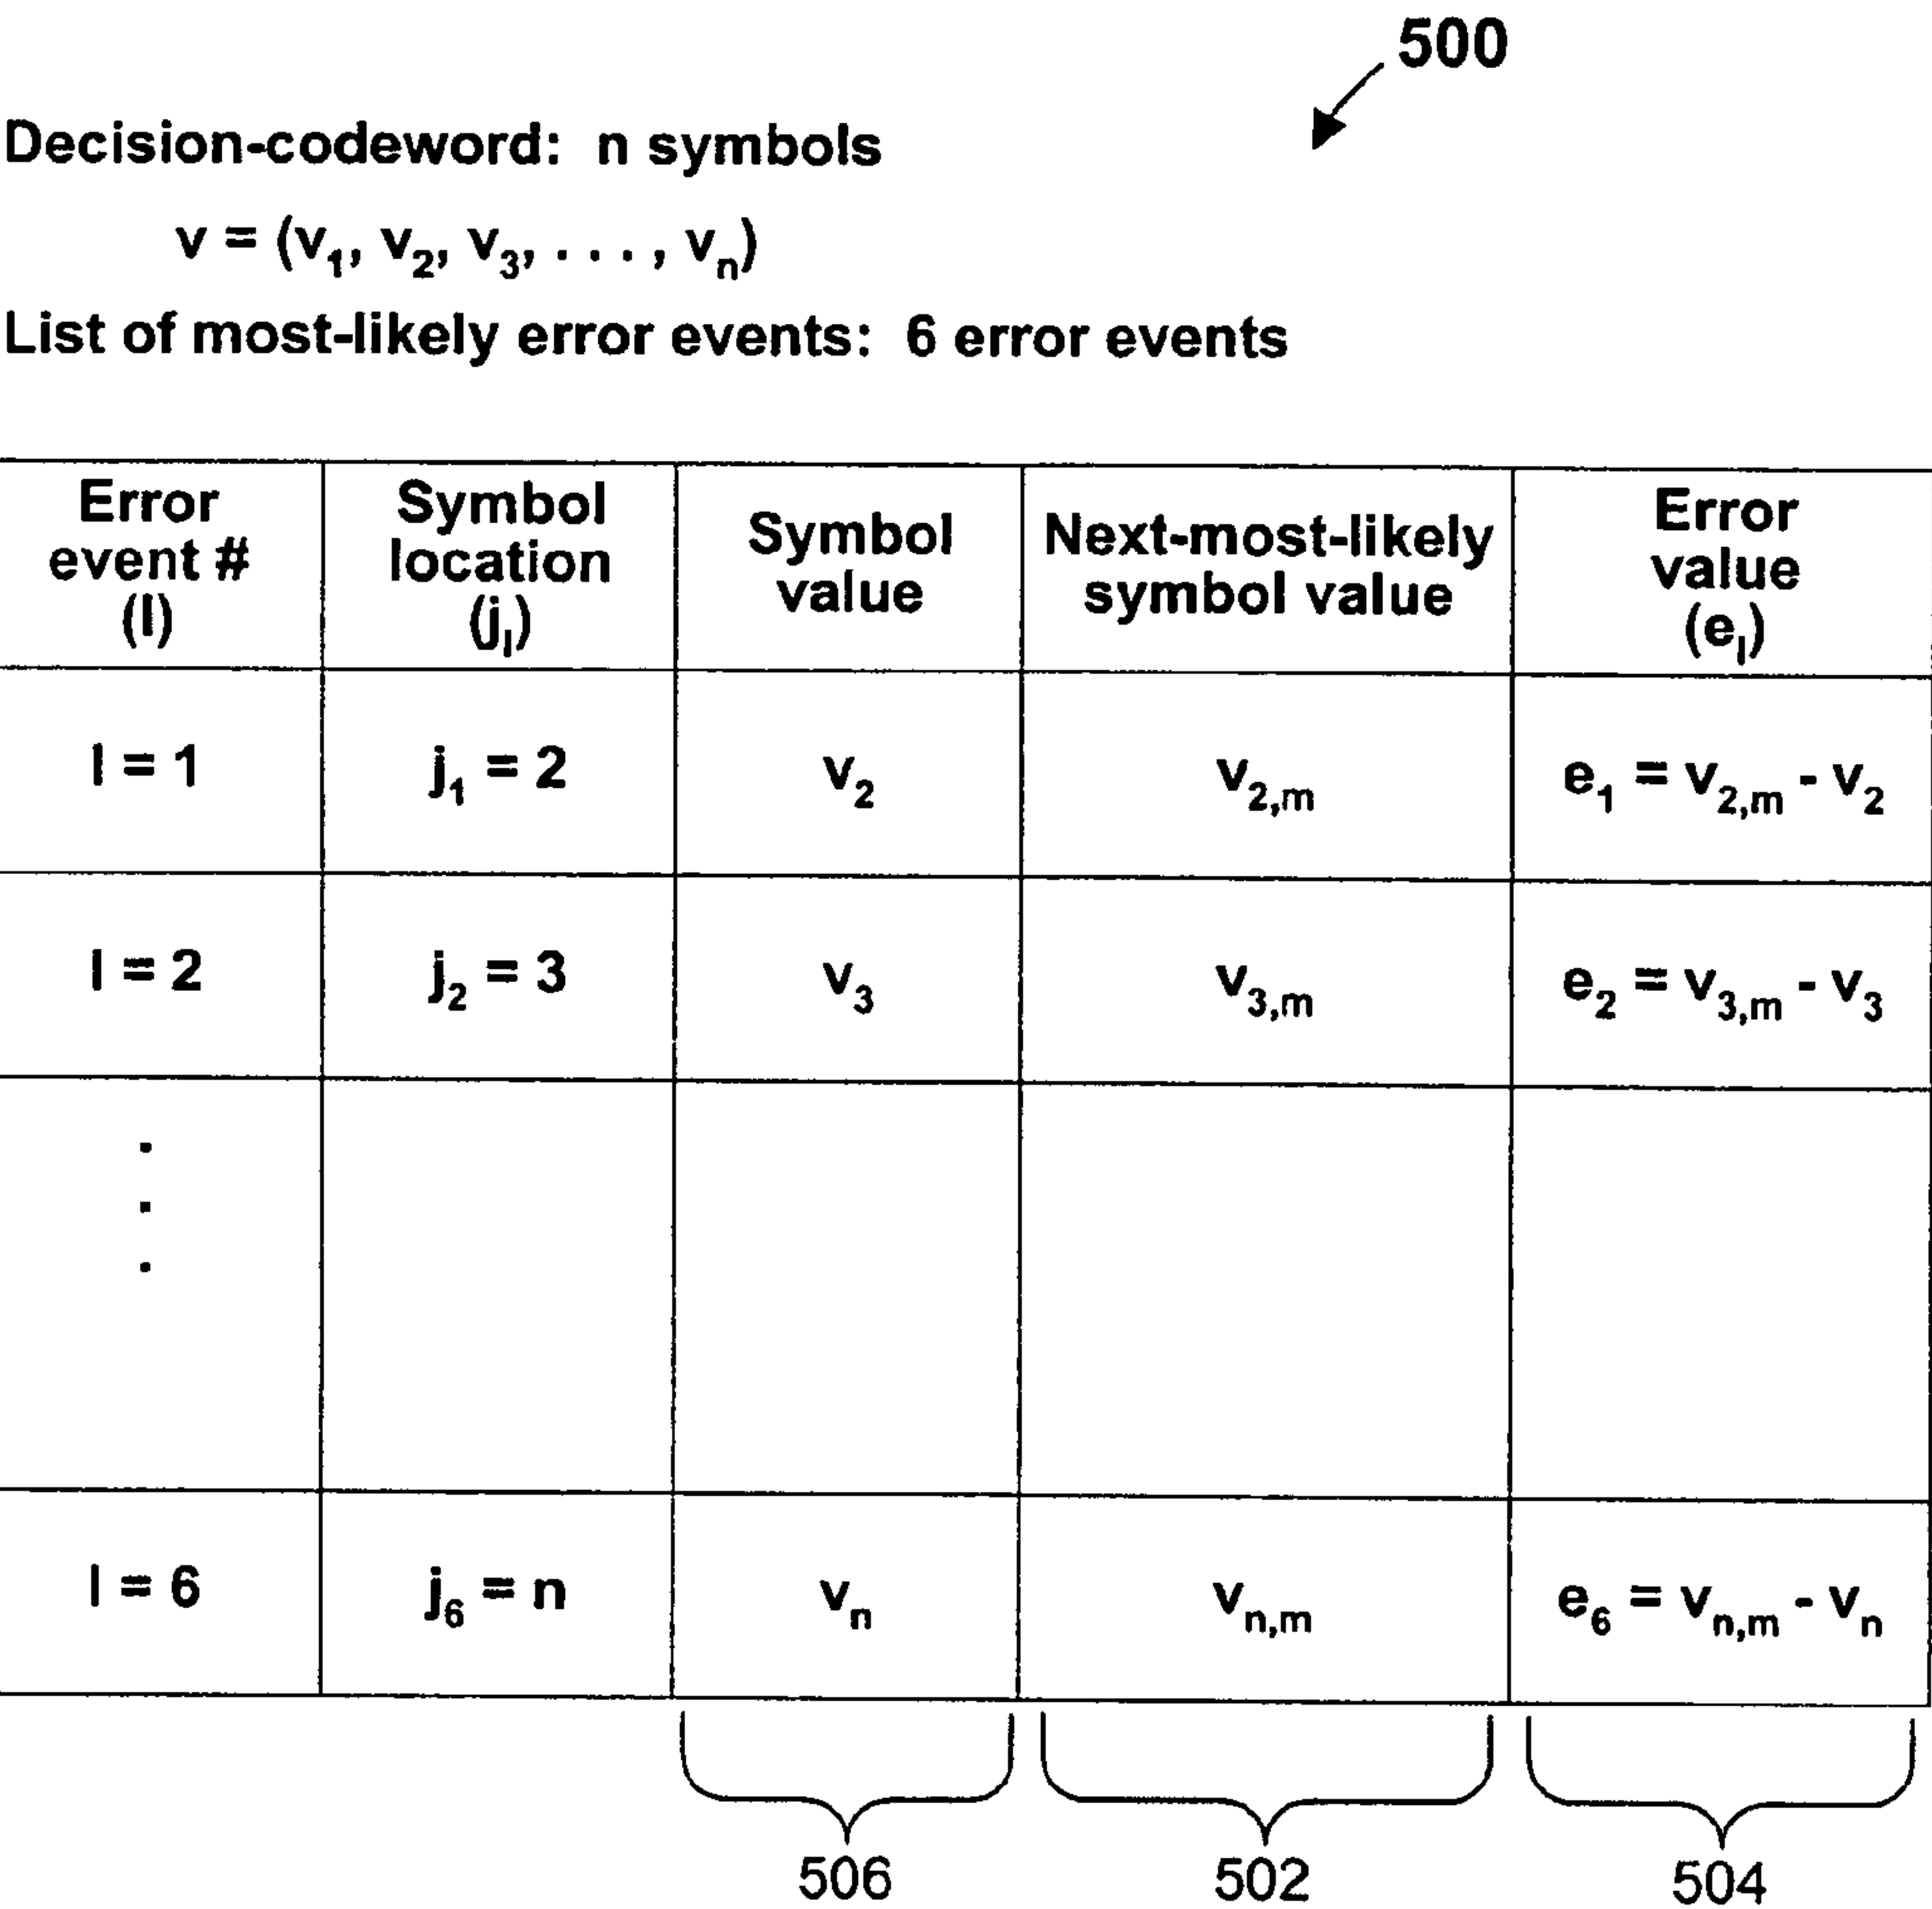 500
Decision-codeword: n symbols
v = (v₁, v₂, v₃, . . . , vₙ)
List of most-likely error events: 6 error events
Error event # (l)
Symbol location (jₗ)
Symbol value
Next-most-likely symbol value
Error value (eₗ)
l = 1
j₁ = 2
v₂
v₂,ₘ
e₁ = v₂,ₘ - v₂
l = 2
j₂ = 3
v₃
v₃,ₘ
e₂ = v₃,ₘ - v₃
.
.
.
l = 6
j₆ = n
vₙ
vₙ,ₘ
e₆ = vₙ,ₘ - vₙ
506
502
504